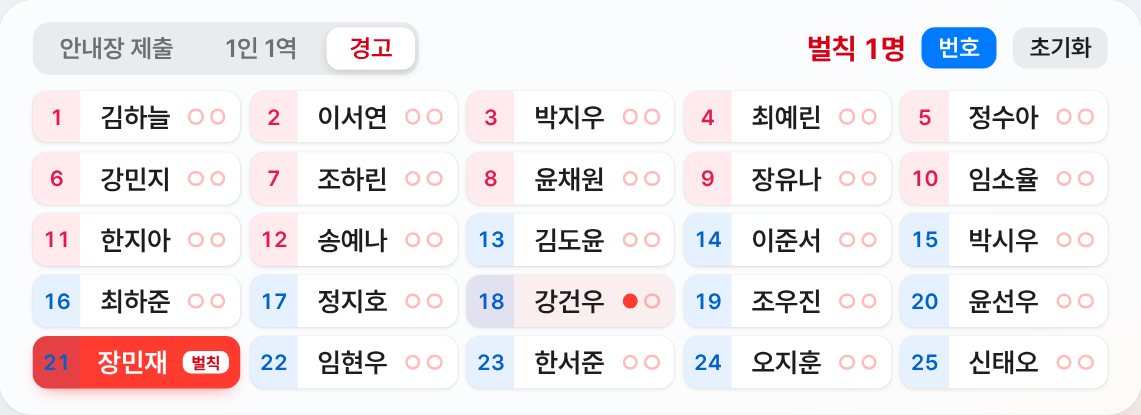 안내장 제출 1인 1역 경고 벌칙 1명 번호 초기화
1 김하늘 2 이서연 3 박지우 4 최예린 5 정수아
6 강민지 7 조하린 8 윤채원 9 장유나 10 임소율
11 한지아 12 송예나 13 김도윤 14 이준서 15 박시우
16 최하준 17 정지호 18 강건우 19 조우진 20 윤선우
21 장민재 벌칙 22 임현우 23 한서준 24 오지훈 25 신태오